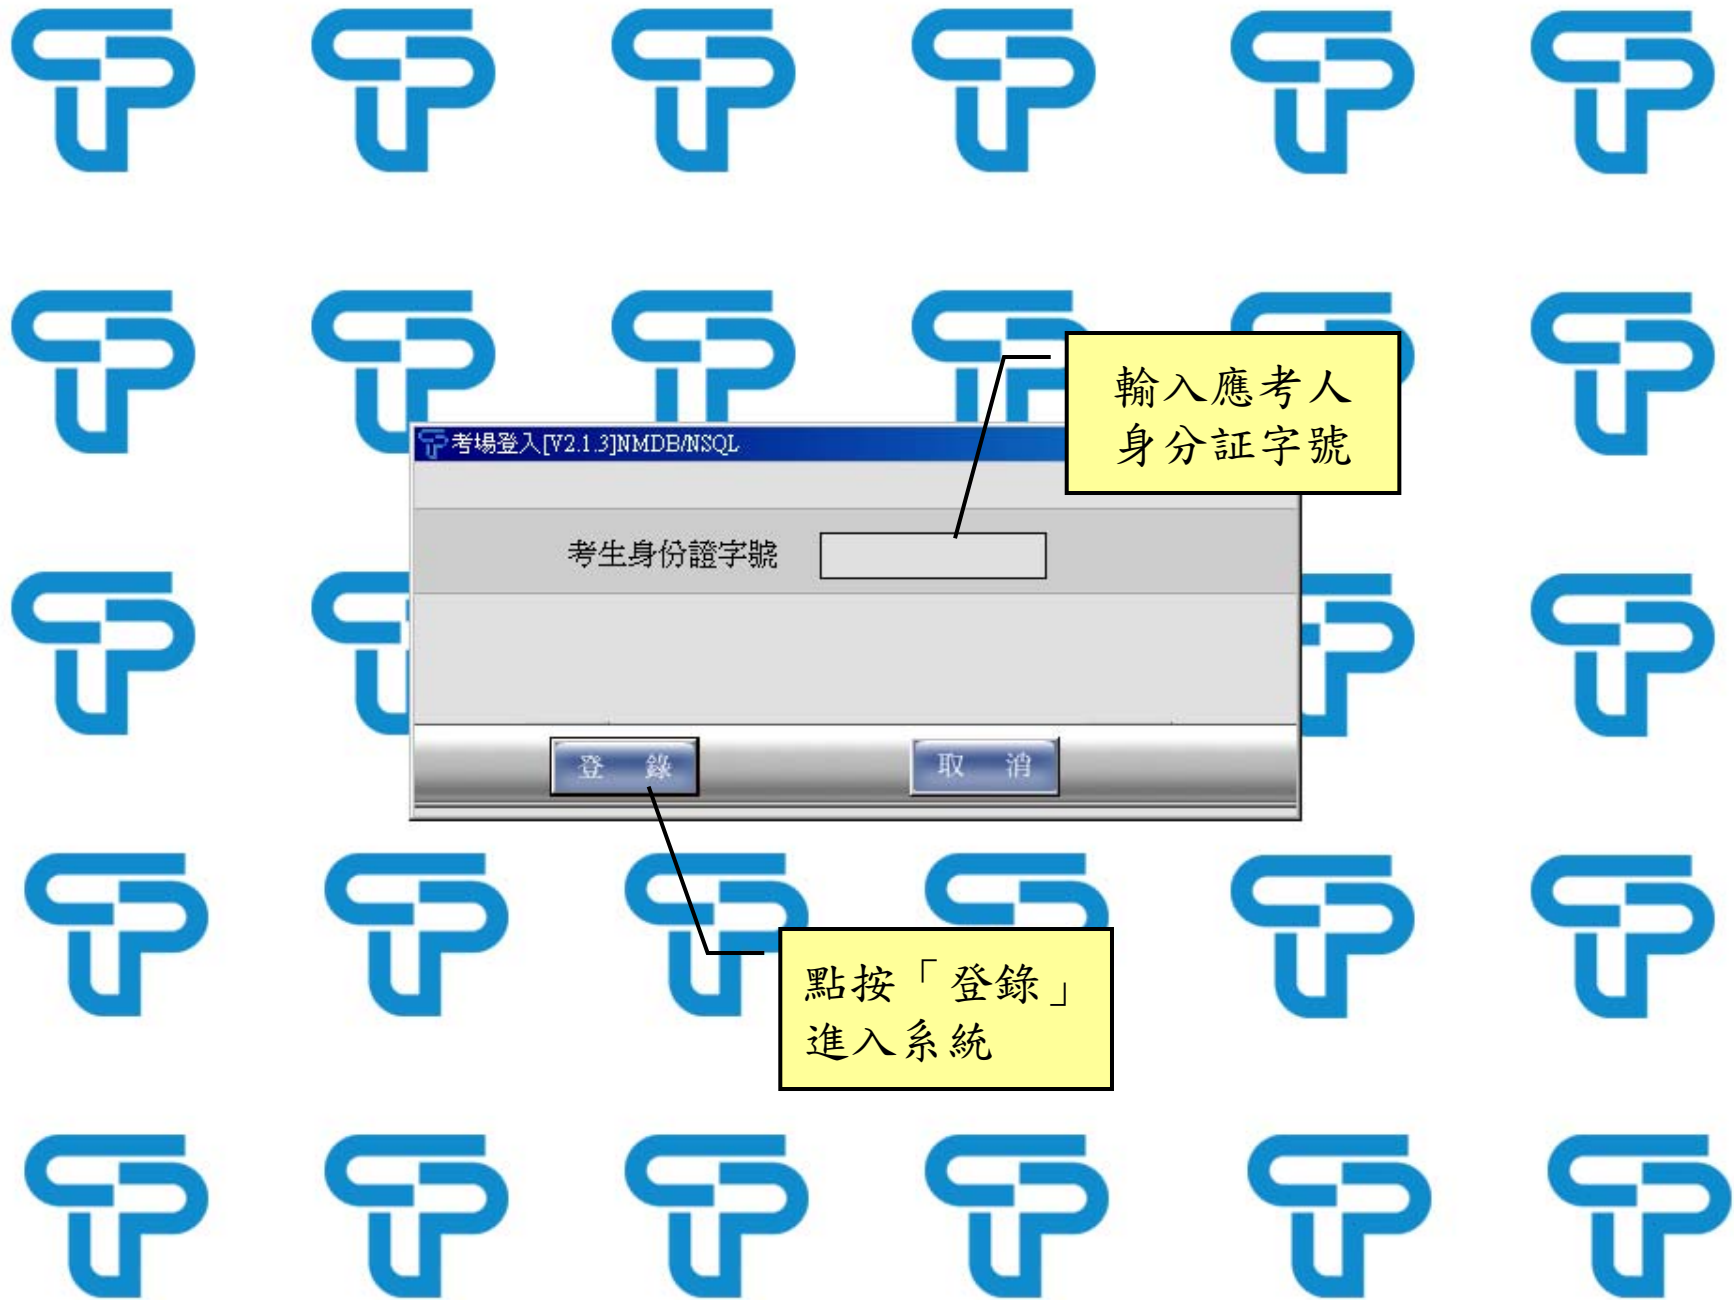 輸入應考人
身分証字號
考場登入[V2.1.3]NMDB/NSQL
考生身份證字號
登 錄
取 消
點按「登錄」
進入系統